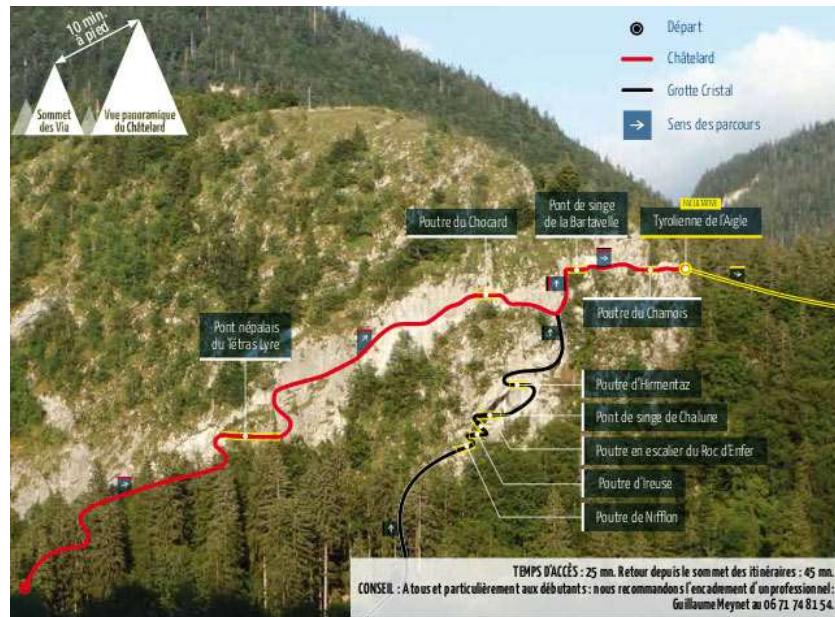 10 min.
à pied
Sommet
des Via
Vue panoramique
du Châtelard
Départ
Châtelard
Grotte Cristal
Sens des parcours
Poutre du Chocard
Pont de singe
de la Bartavelle
FACULTATIVE
Tyrolienne de l'Aigle
Pont népalais
du Tétras Lyre
Poutre du Chamois
Poutre d'Hirmentaz
Pont de singe de Chalune
Poutre en escalier du Roc d'Enfer
Poutre d'Ireuse
Poutre de Nifflon
TEMPS D'ACCÈS : 25 mn. Retour depuis le sommet des itinéraires : 45 mn.
CONSEIL : A tous et particulièrement aux débutants : nous recommandons l'encadrement d'un professionnel :
Guillaume Meynet au 06 71 74 81 54.